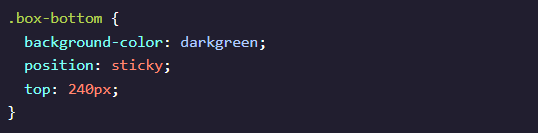 .box-bottom {
  background-color: darkgreen;
  position: sticky;
  top: 240px;
}